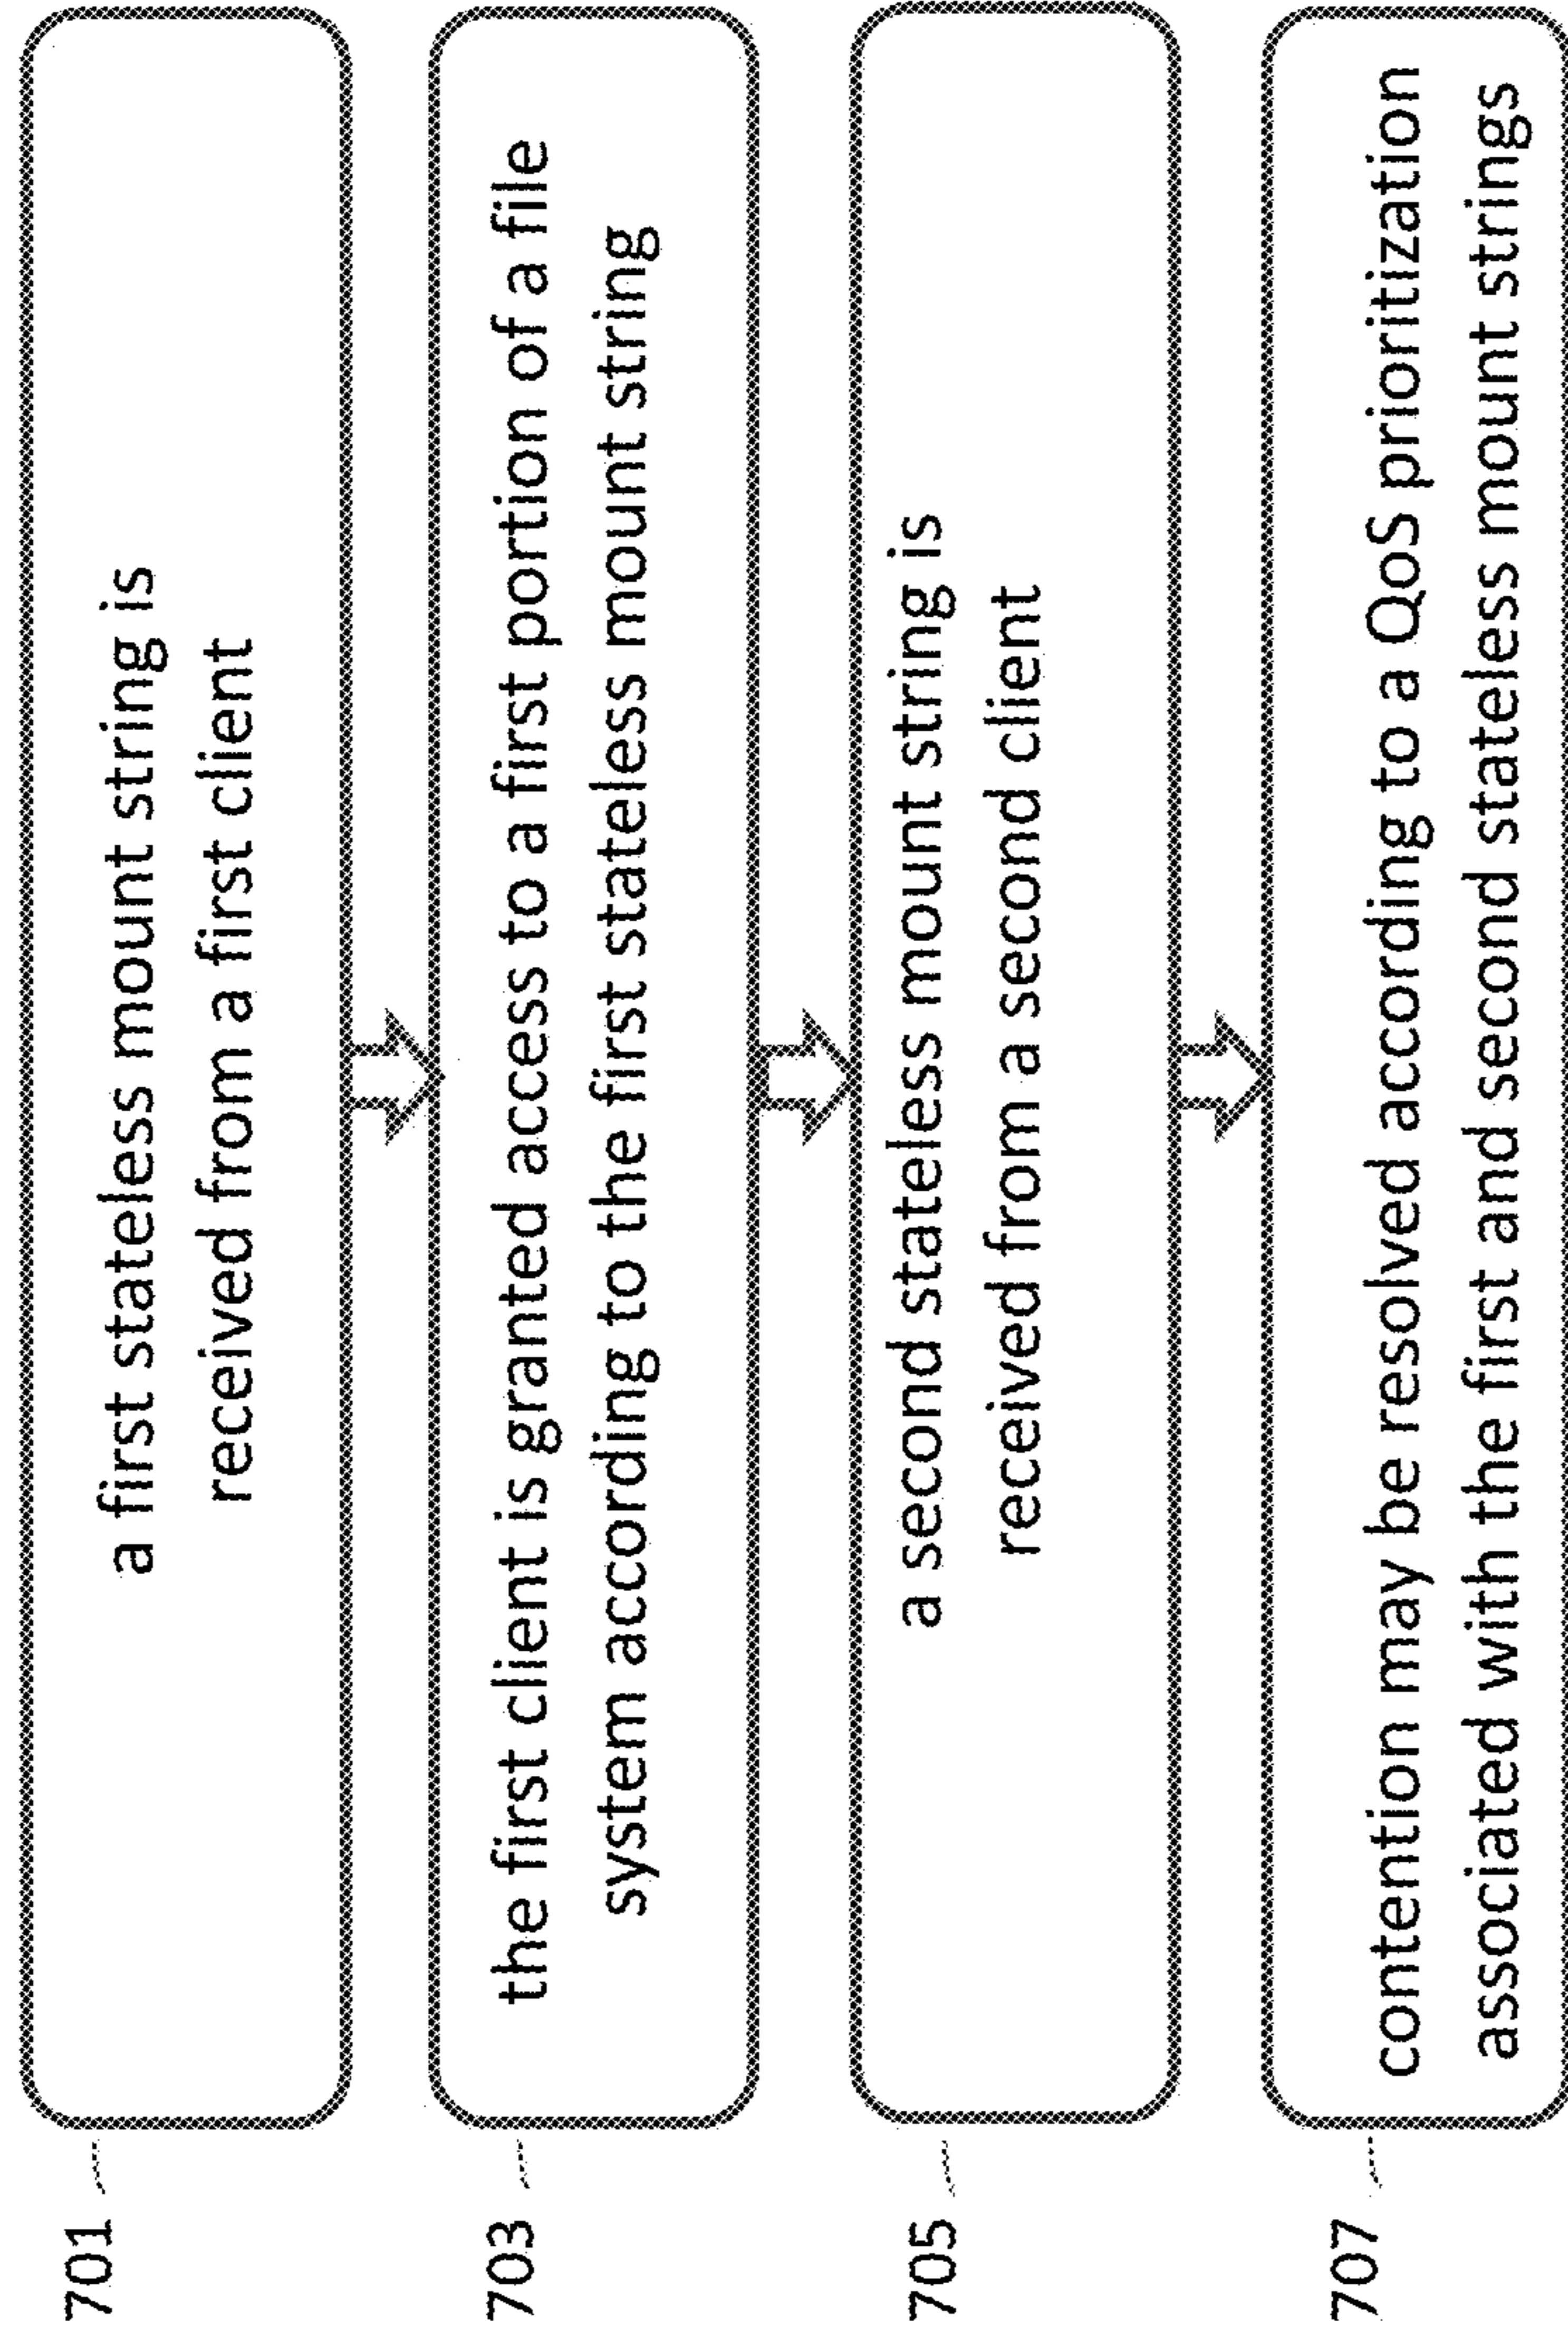 701
a first stateless mount string is
received from a first client
703
the first client is granted access to a first portion of a file
system according to the first stateless mount string
705
a second stateless mount string is
received from a second client
707
contention may be resolved according to a QoS prioritization
associated with the first and second stateless mount strings